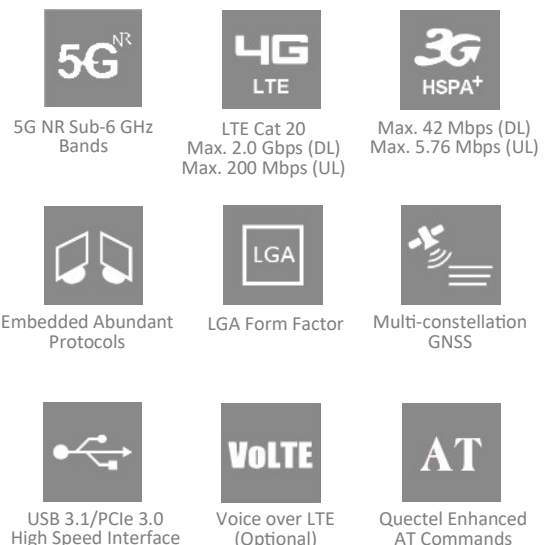 5G NR
4G
LTE
3G
HSPA+
5G NR Sub-6 GHz
Bands
LTE Cat 20
Max. 2.0 Gbps (DL)
Max. 200 Mbps (UL)
Max. 42 Mbps (DL)
Max. 5.76 Mbps (UL)
LGA
Embedded Abundant
Protocols
LGA Form Factor
Multi-constellation
GNSS
VoLTE
AT
USB 3.1/PCIe 3.0
High Speed Interface
Voice over LTE
(Optional)
Quectel Enhanced
AT Commands